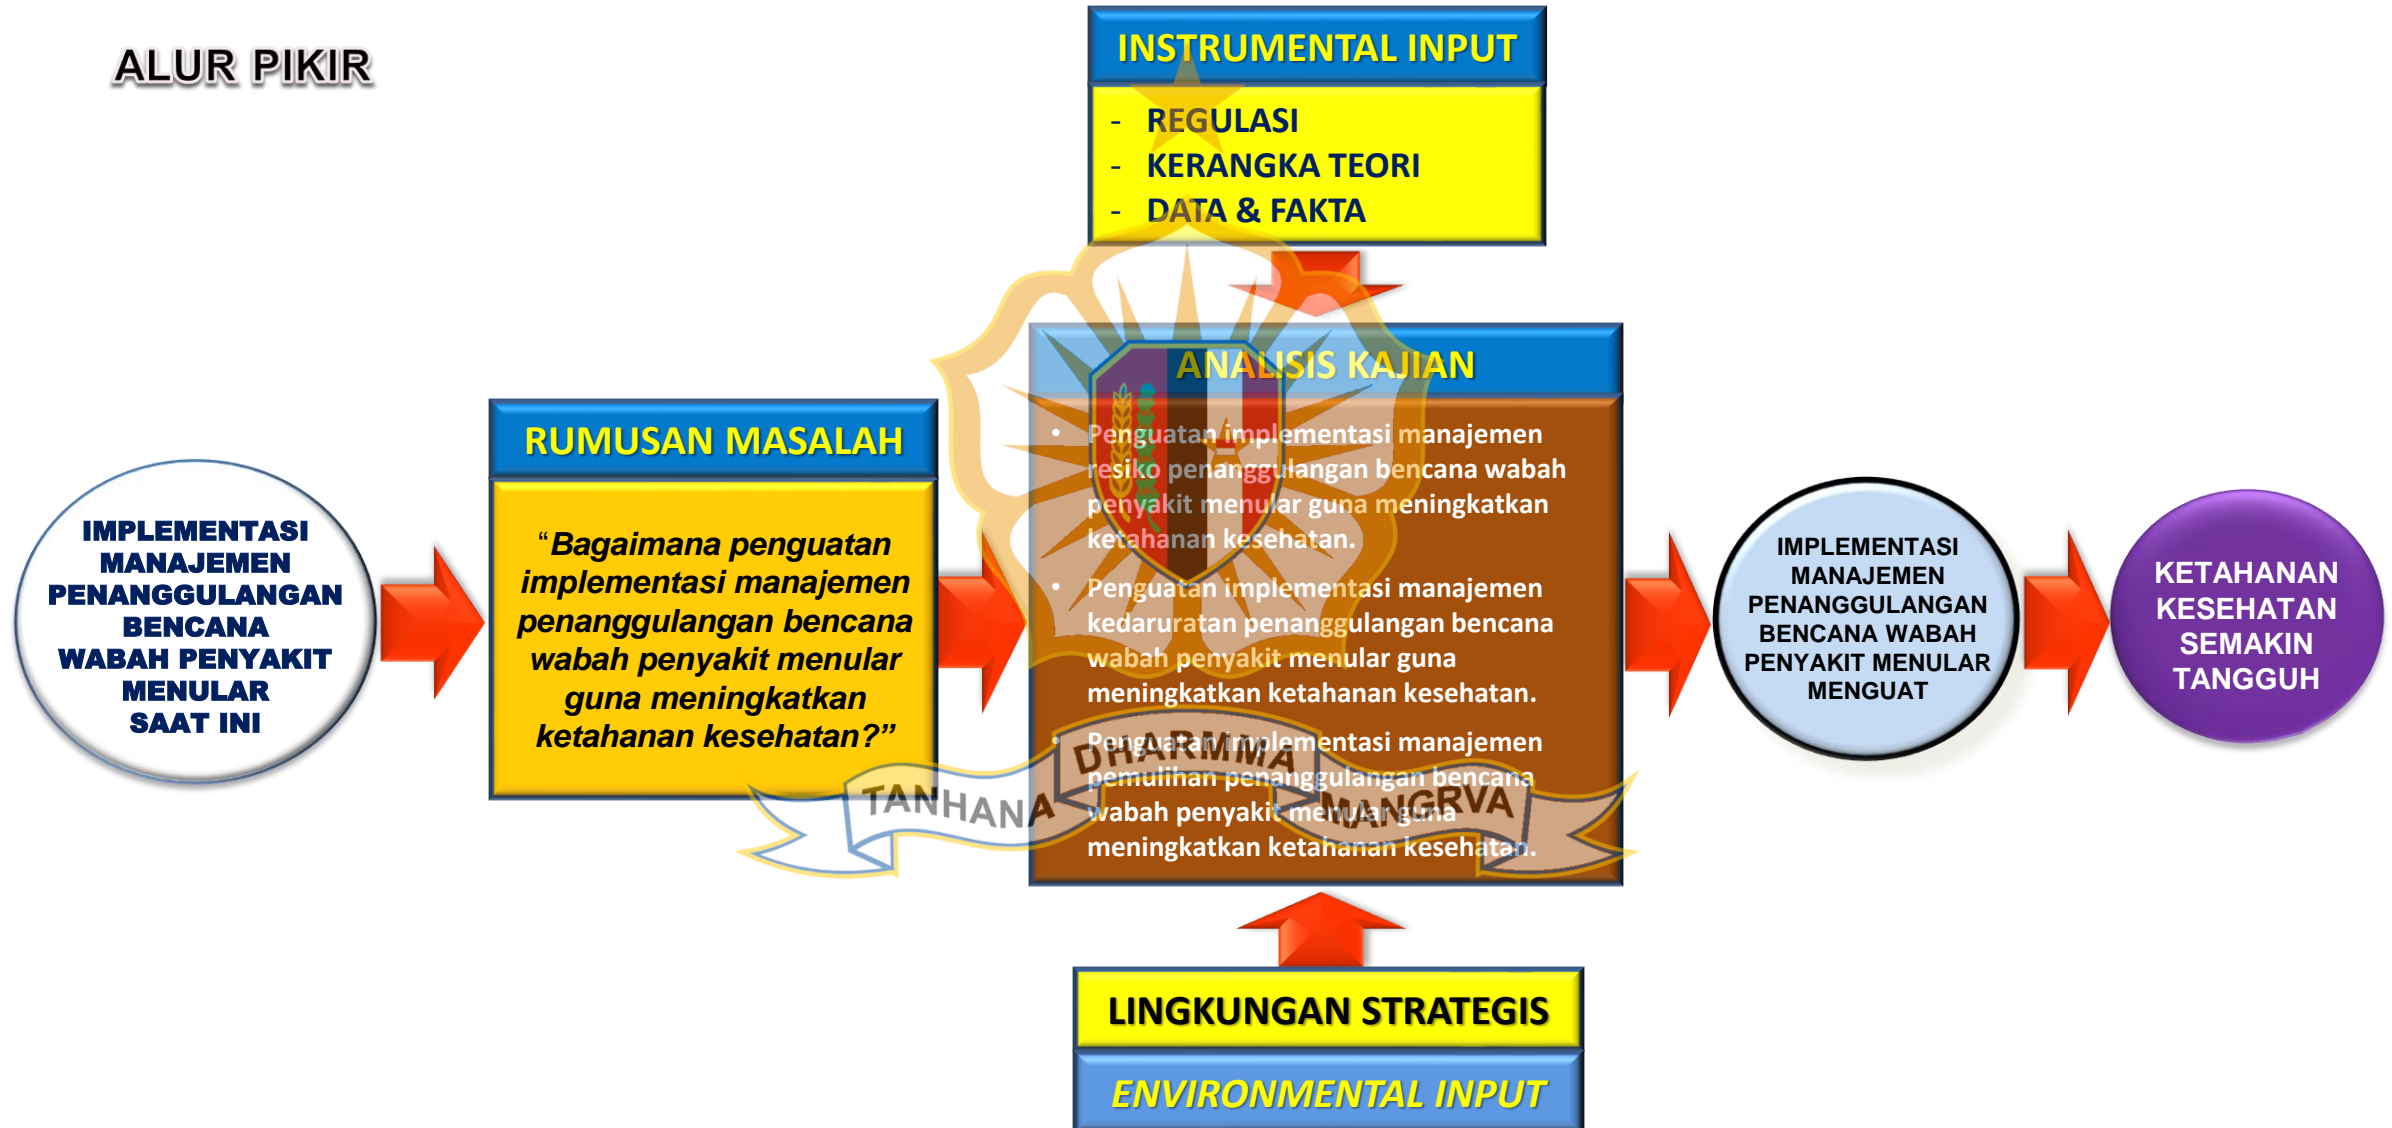 ALUR PIKIR
INSTRUMENTAL INPUT
- REGULASI
- KERANGKA TEORI
- DATA & FAKTA
IMPLEMENTASI
MANAJEMEN
PENANGGULANGAN
BENCANA
WABAH PENYAKIT
MENULAR
SAAT INI
RUMUSAN MASALAH
“Bagaimana penguatan
implementasi manajemen
penanggulangan bencana
wabah penyakit menular
guna meningkatkan
ketahanan kesehatan?”
ANALISIS KAJIAN
• Penguatan implementasi manajemen
resiko penanggulangan bencana wabah
penyakit menular guna meningkatkan
ketahanan kesehatan.
• Penguatan implementasi manajemen
kedaruratan penanggulangan bencana
wabah penyakit menular guna
meningkatkan ketahanan kesehatan.
• Penguatan implementasi manajemen
pemulihan penanggulangan bencana
wabah penyakit menular guna
meningkatkan ketahanan kesehatan.
TANHANA DHARMMA MANGRVA
IMPLEMENTASI
MANAJEMEN
PENANGGULANGAN
BENCANA WABAH
PENYAKIT MENULAR
MENGUAT
KETAHANAN
KESEHATAN
SEMAKIN
TANGGUH
LINGKUNGAN STRATEGIS
ENVIRONMENTAL INPUT